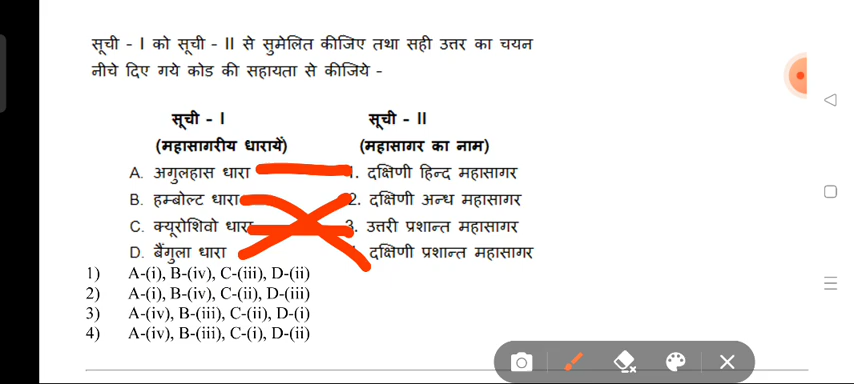 सूची - I को सूची - II से सुमेलित कीजिए तथा सही उत्तर का चयन
नीचे दिए गये कोड की सहायता से कीजिये -
सूची - I सूची - II
(महासागरीय धारायें) (महासागर का नाम)
A. अगुलहास धारा 1. दक्षिणी हिन्द महासागर
B. हम्बोल्ट धारा 2. दक्षिणी अन्ध महासागर
C. क्यूरोशिवो धारा 3. उत्तरी प्रशान्त महासागर
D. बैंगुला धारा दक्षिणी प्रशान्त महासागर
1) A-(i), B-(iv), C-(iii), D-(ii)
2) A-(i), B-(iv), C-(ii), D-(iii)
3) A-(iv), B-(iii), C-(ii), D-(i)
4) A-(iv), B-(iii), C-(i), D-(ii)